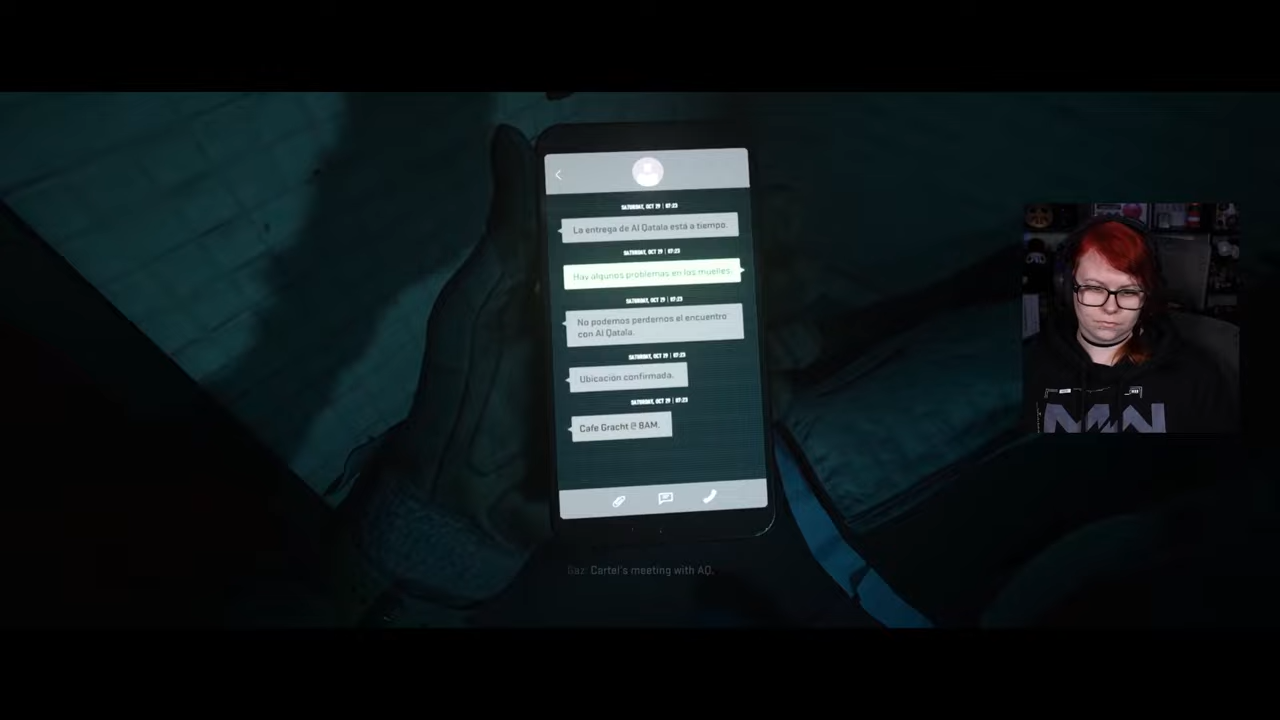 SATURDAY, OCT 29 | 07:23
La entrega de Al Qatala está a tiempo.
SATURDAY, OCT 29 | 07:23
Hay algunos problemas en los muelles.
SATURDAY, OCT 29 | 07:23
No podemos perdernos el encuentro
con Al Qatala.
SATURDAY, OCT 29 | 07:23
Ubicación confirmada.
SATURDAY, OCT 29 | 07:23
Cafe Gracht @ 8AM.
Gaz: Cartel's meeting with AQ.